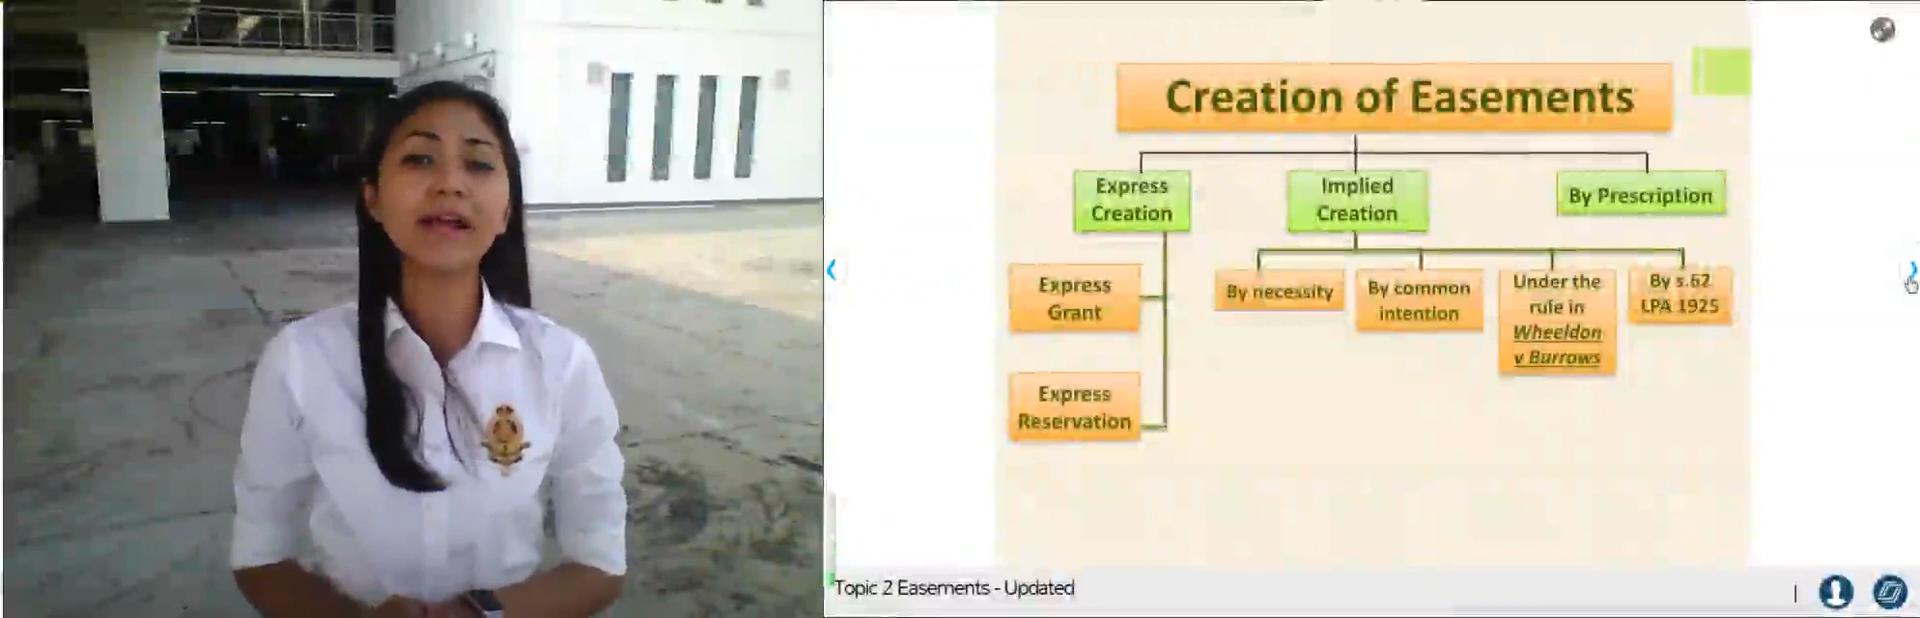 Creation of Easements
Express
Creation
Implied
Creation
By Prescription
Express
Grant
Express
Reservation
By necessity
By common
intention
Under the
rule in
Wheeldon
v Burrows
By s.62
LPA 1925
Topic 2 Easements - Updated